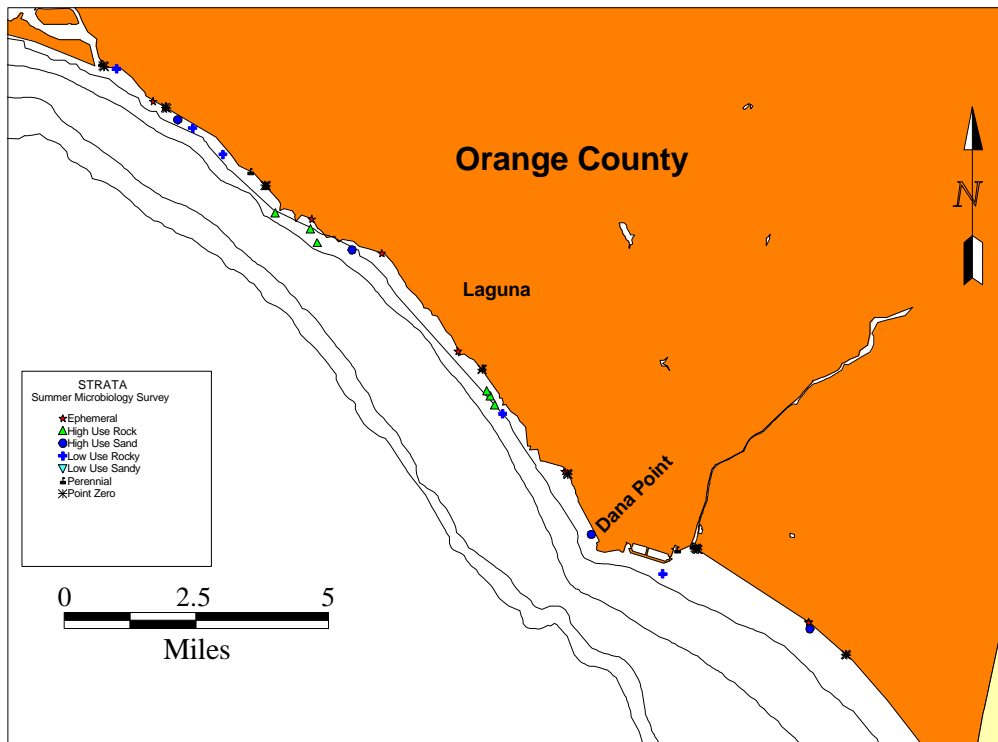 Orange County
N
Laguna
STRATA
Summer Microbiology Survey
Ephemeral
High Use Rock
High Use Sand
Low Use Rocky
Low Use Sandy
Perennial
Point Zero
Dana Point
0 2.5 5
Miles